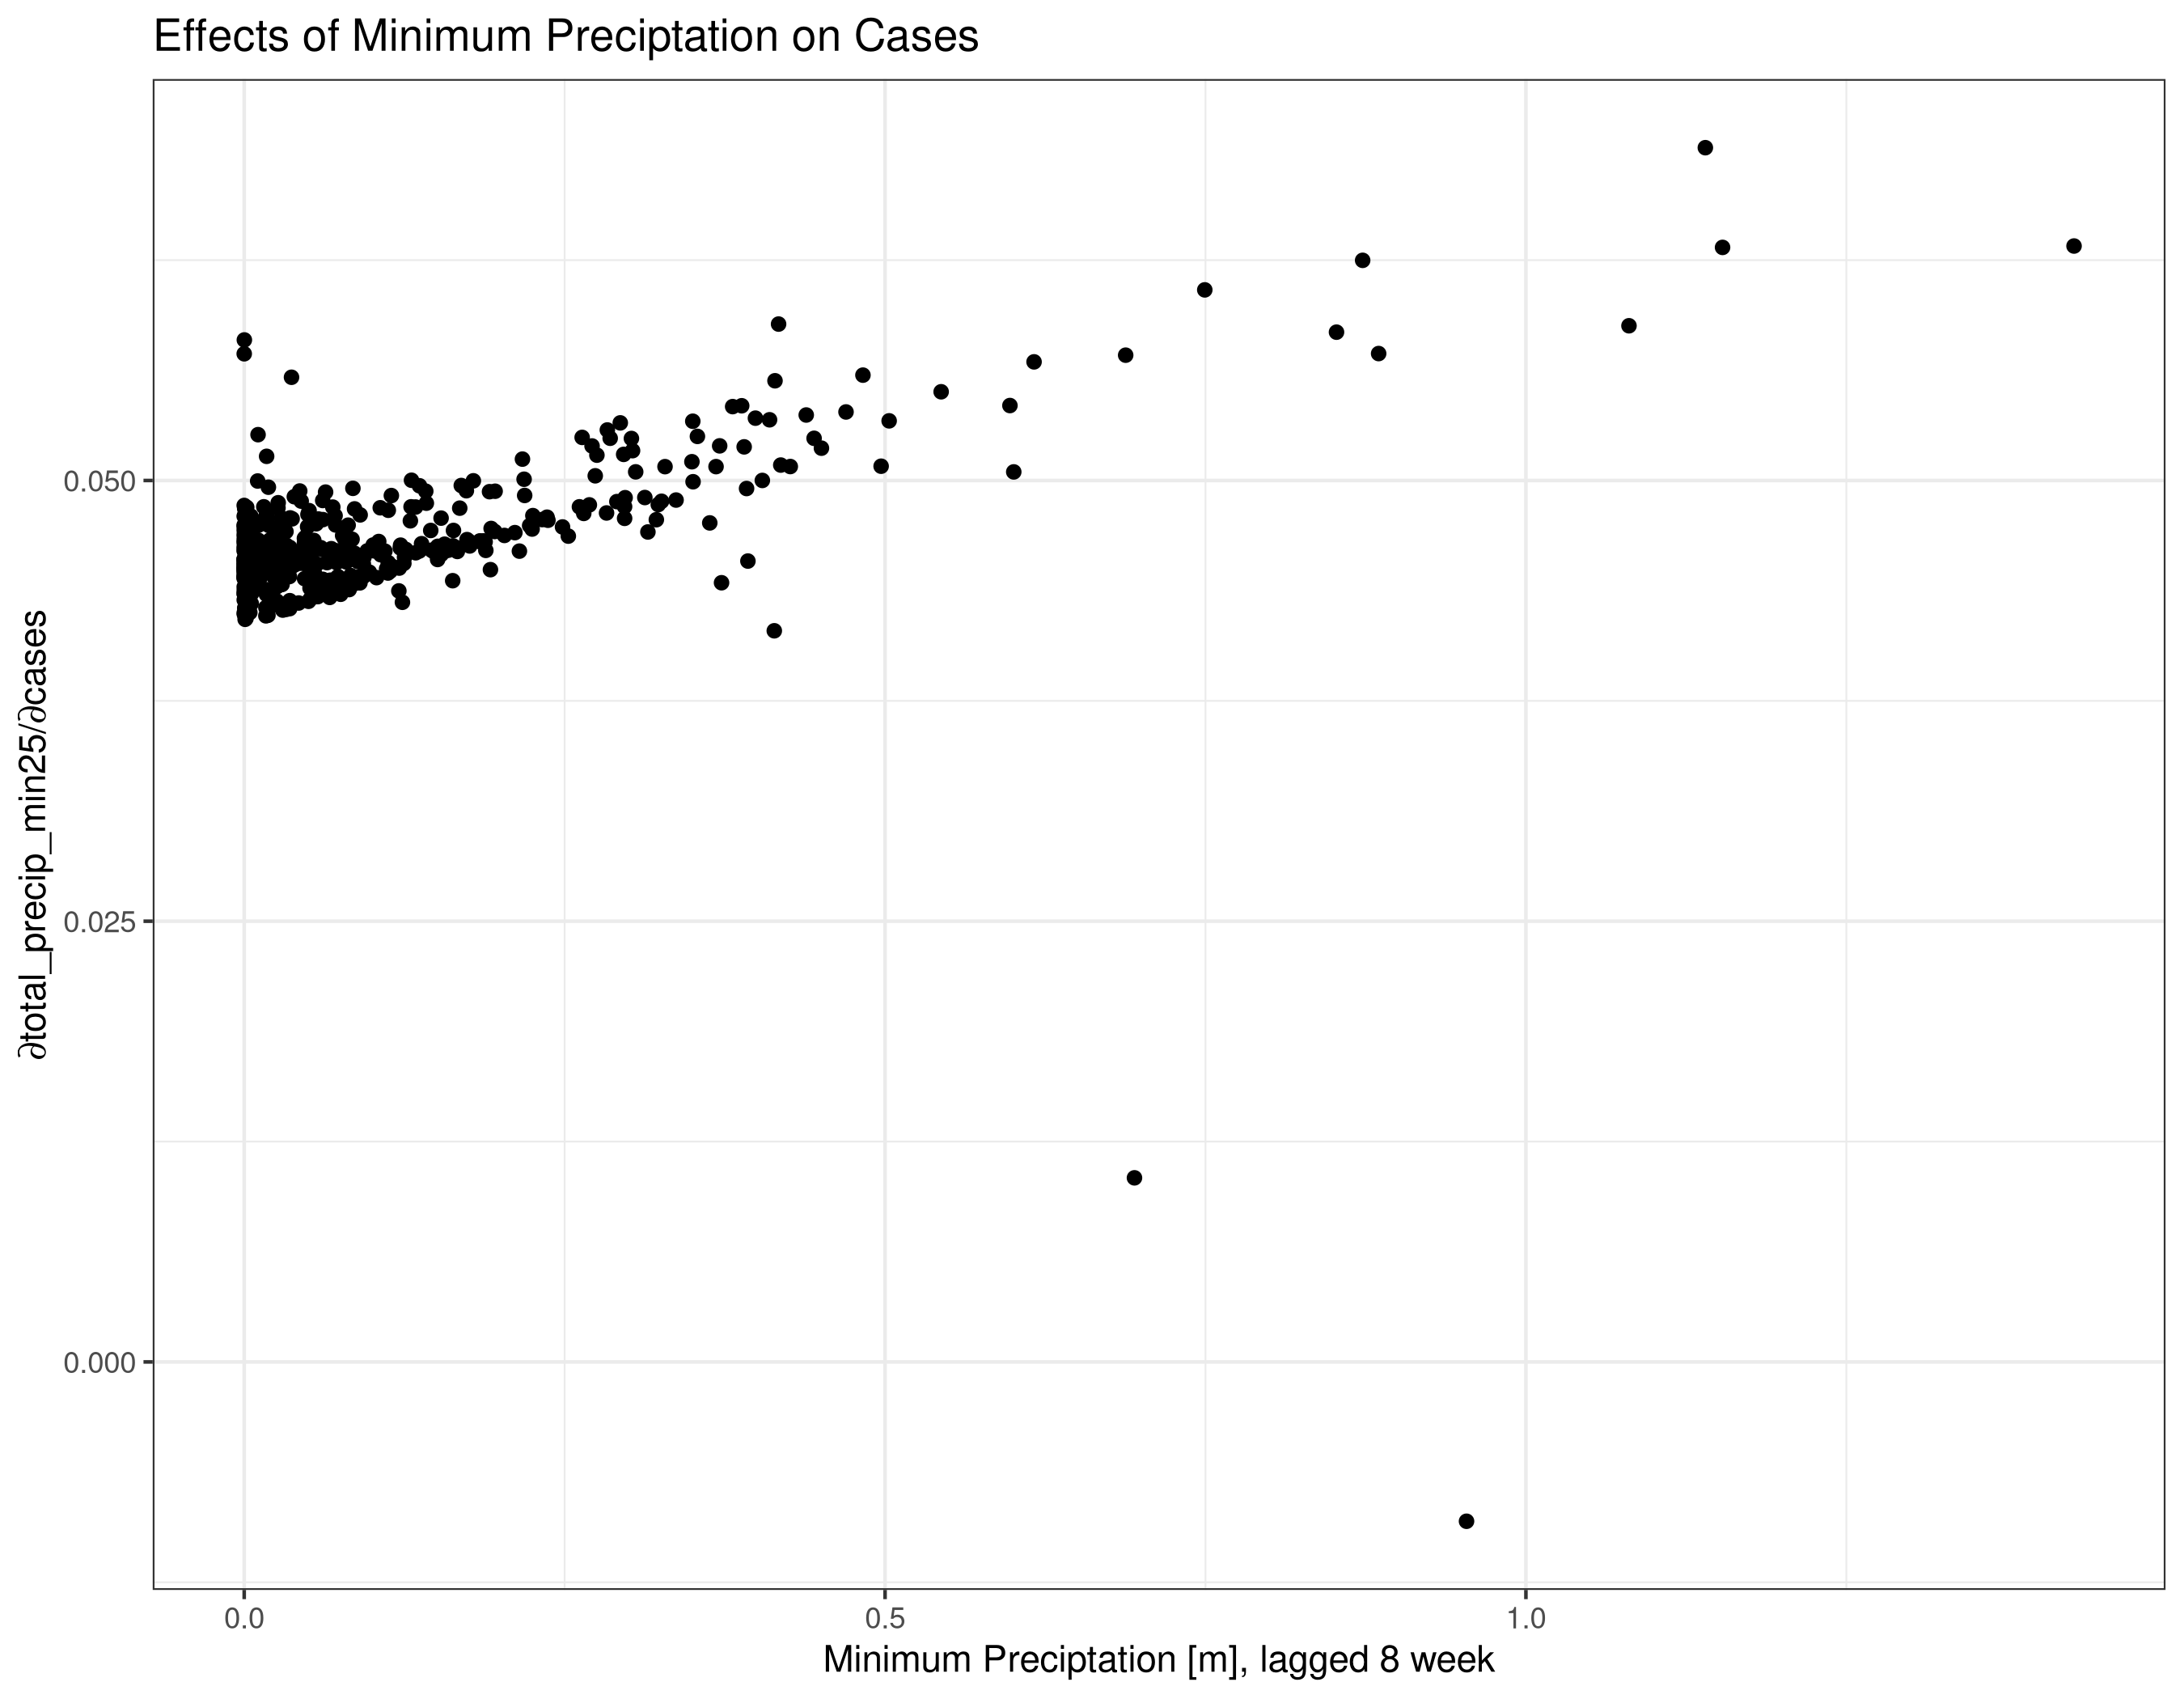 Effects of Minimum Preciptation on Cases
∂total_precip_min25/∂cases
0.050
0.025
0.000
0.0
0.5
1.0
Minimum Preciptation [m], lagged 8 week